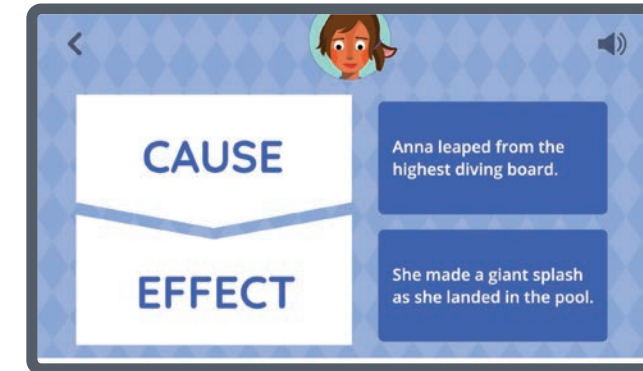 CAUSE
Anna leaped from the
highest diving board.
EFFECT
She made a giant splash
as she landed in the pool.